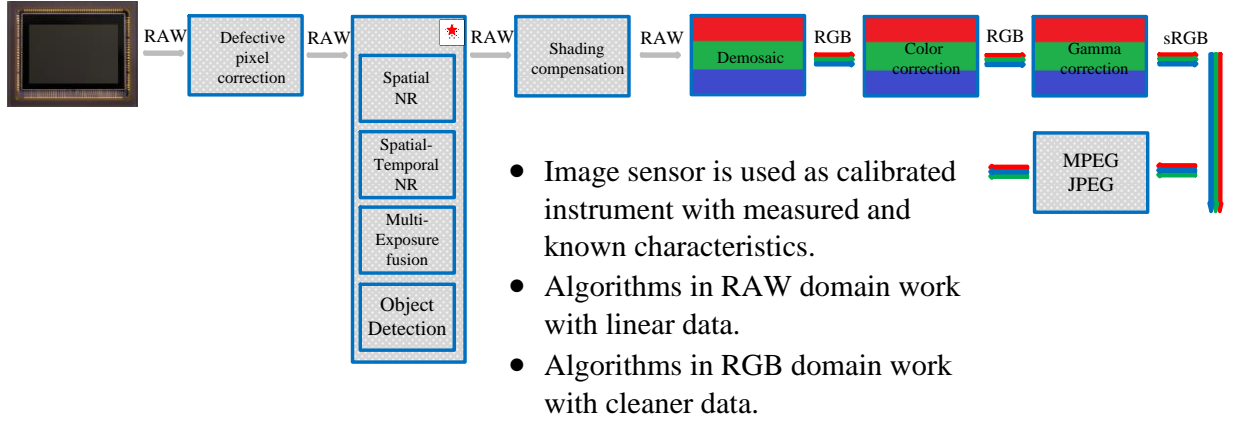 RAW
Defective
pixel
correction
RAW
Spatial
NR
Spatial-
Temporal
NR
Multi-
Exposure
fusion
Object
Detection
RAW
Shading
compensation
RAW
Demosaic
RGB
Color
correction
RGB
Gamma
correction
sRGB
MPEG
JPEG
• Image sensor is used as calibrated
instrument with measured and
known characteristics.
• Algorithms in RAW domain work
with linear data.
• Algorithms in RGB domain work
with cleaner data.